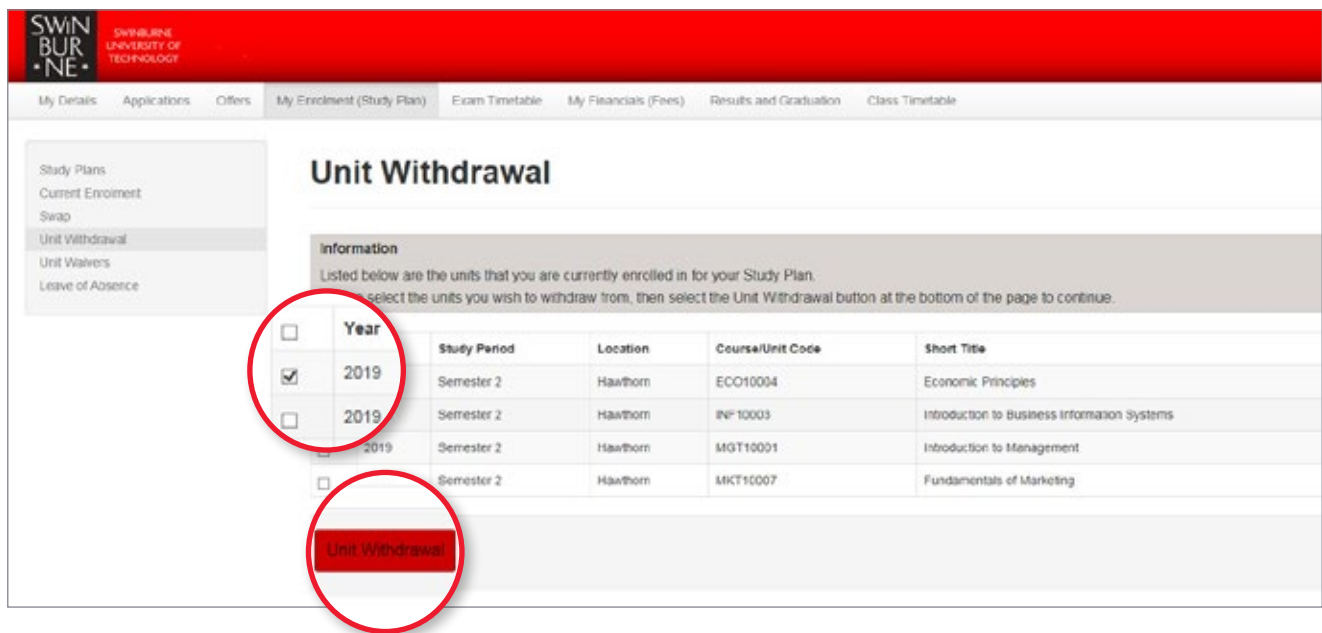 SWiN
BUR
•NE•
SWINBURNE
UNIVERSITY OF
TECHNOLOGY
My Details Applications Offers My Enrolment (Study Plan) Exam Timetable My Financials (Fees) Results and Graduation Class Timetable
Study Plans
Current Enrolment
Swap
Unit Withdrawal
Unit Waivers
Leave of Absence
Unit Withdrawal
Information
Listed below are the units that you are currently enrolled in for your Study Plan.
select the units you wish to withdraw from, then select the Unit Withdrawal button at the bottom of the page to continue.
Year Study Period Location Course/Unit Code Short Title
2019 Semester 2 Hawthorn ECO10004 Economic Principles
2019 Semester 2 Hawthorn INF10003 Introduction to Business Information Systems
2019 Semester 2 Hawthorn MGT10001 Introduction to Management
Semester 2 Hawthorn MKT10007 Fundamentals of Marketing
Unit Withdrawal